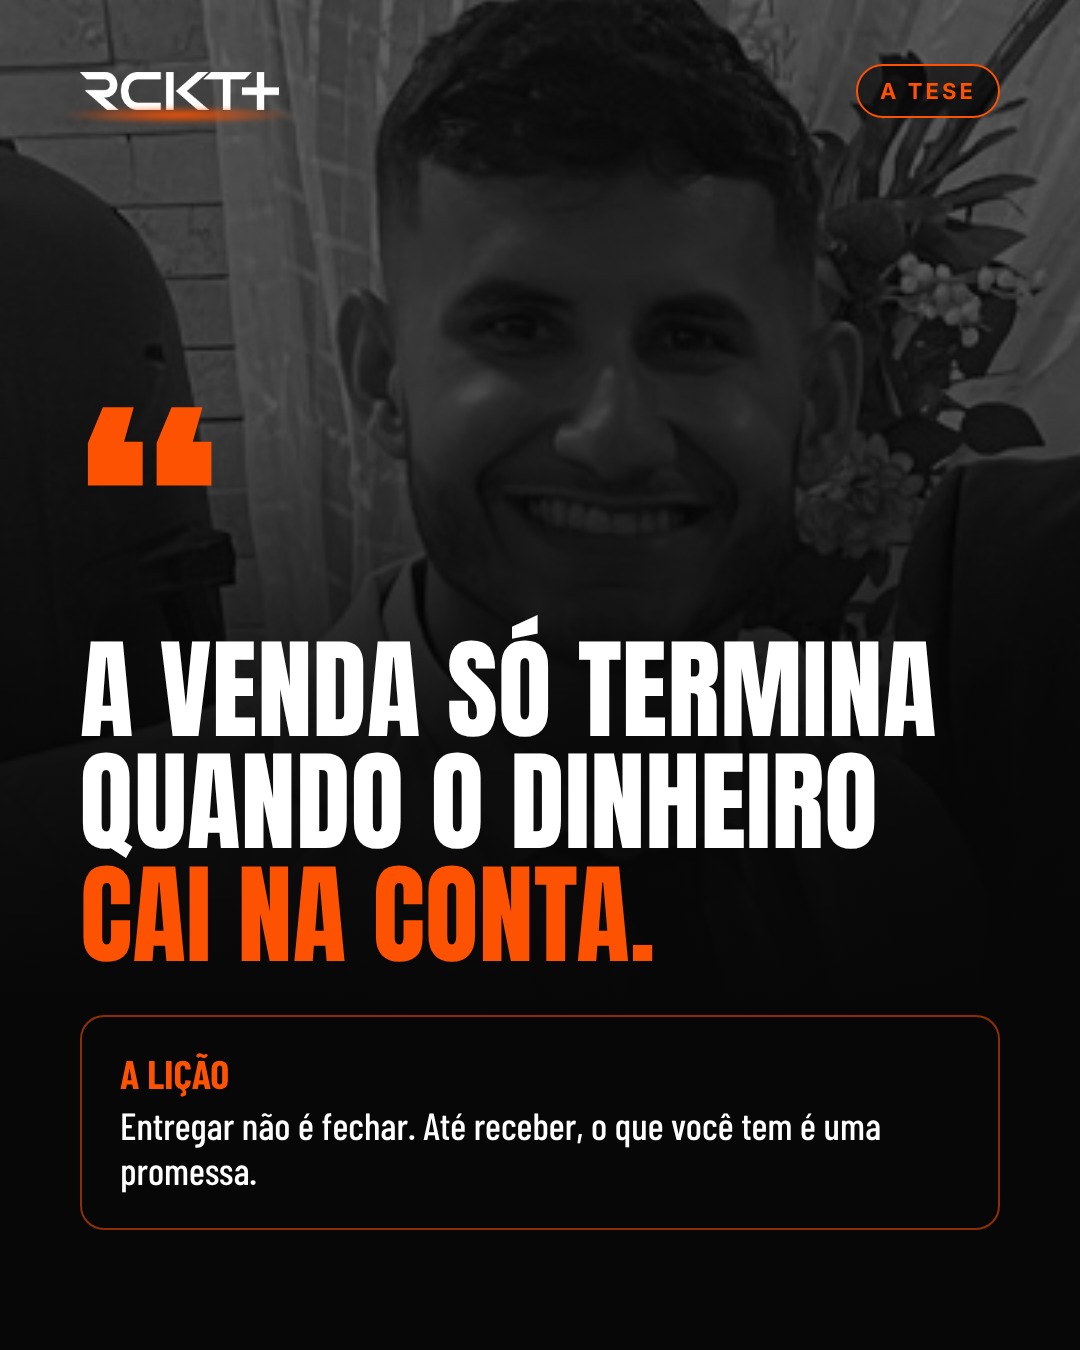 RCKT+
A TESE
“
A VENDA SÓ TERMINA
QUANDO O DINHEIRO
CAI NA CONTA.
A LIÇÃO
Entregar não é fechar. Até receber, o que você tem é uma
promessa.